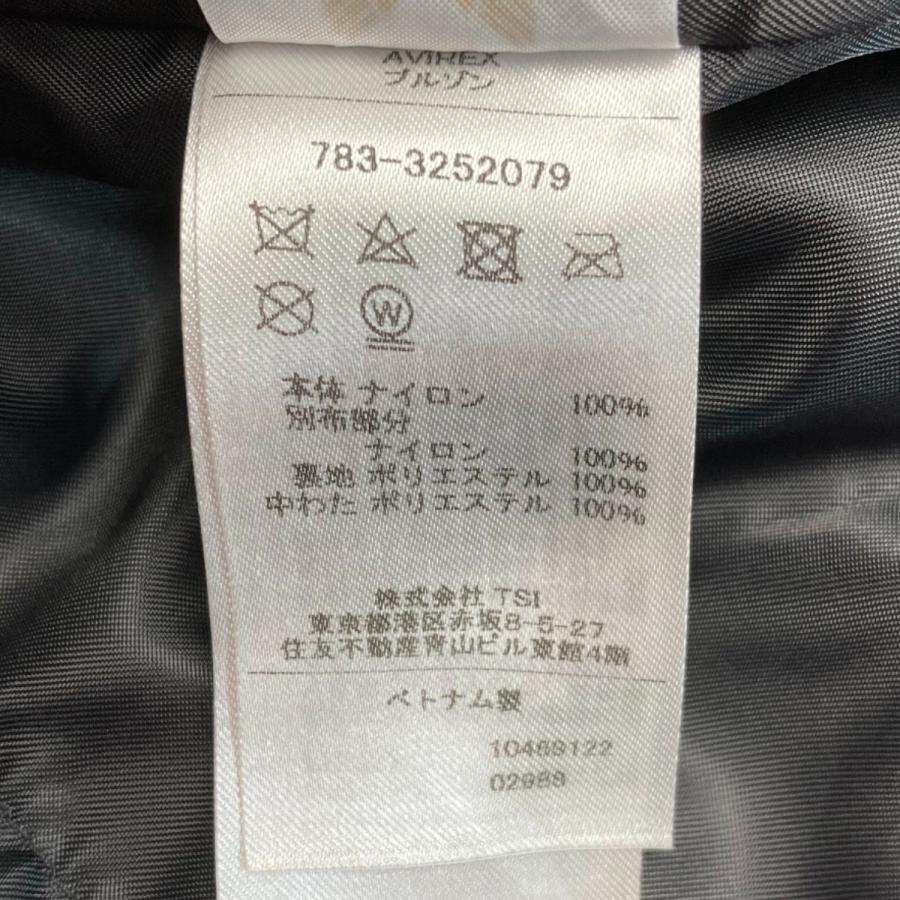 AVIREX
ブルゾン
783-3252079
W
本体 ナイロン 100%
別布部分
ナイロン 100%
裏地 ポリエステル 100%
中わた ポリエステル 100%
株式会社 TSI
東京都港区赤坂8-5-27
住友不動産青山ビル東館4階
ベトナム製
10469122
02988